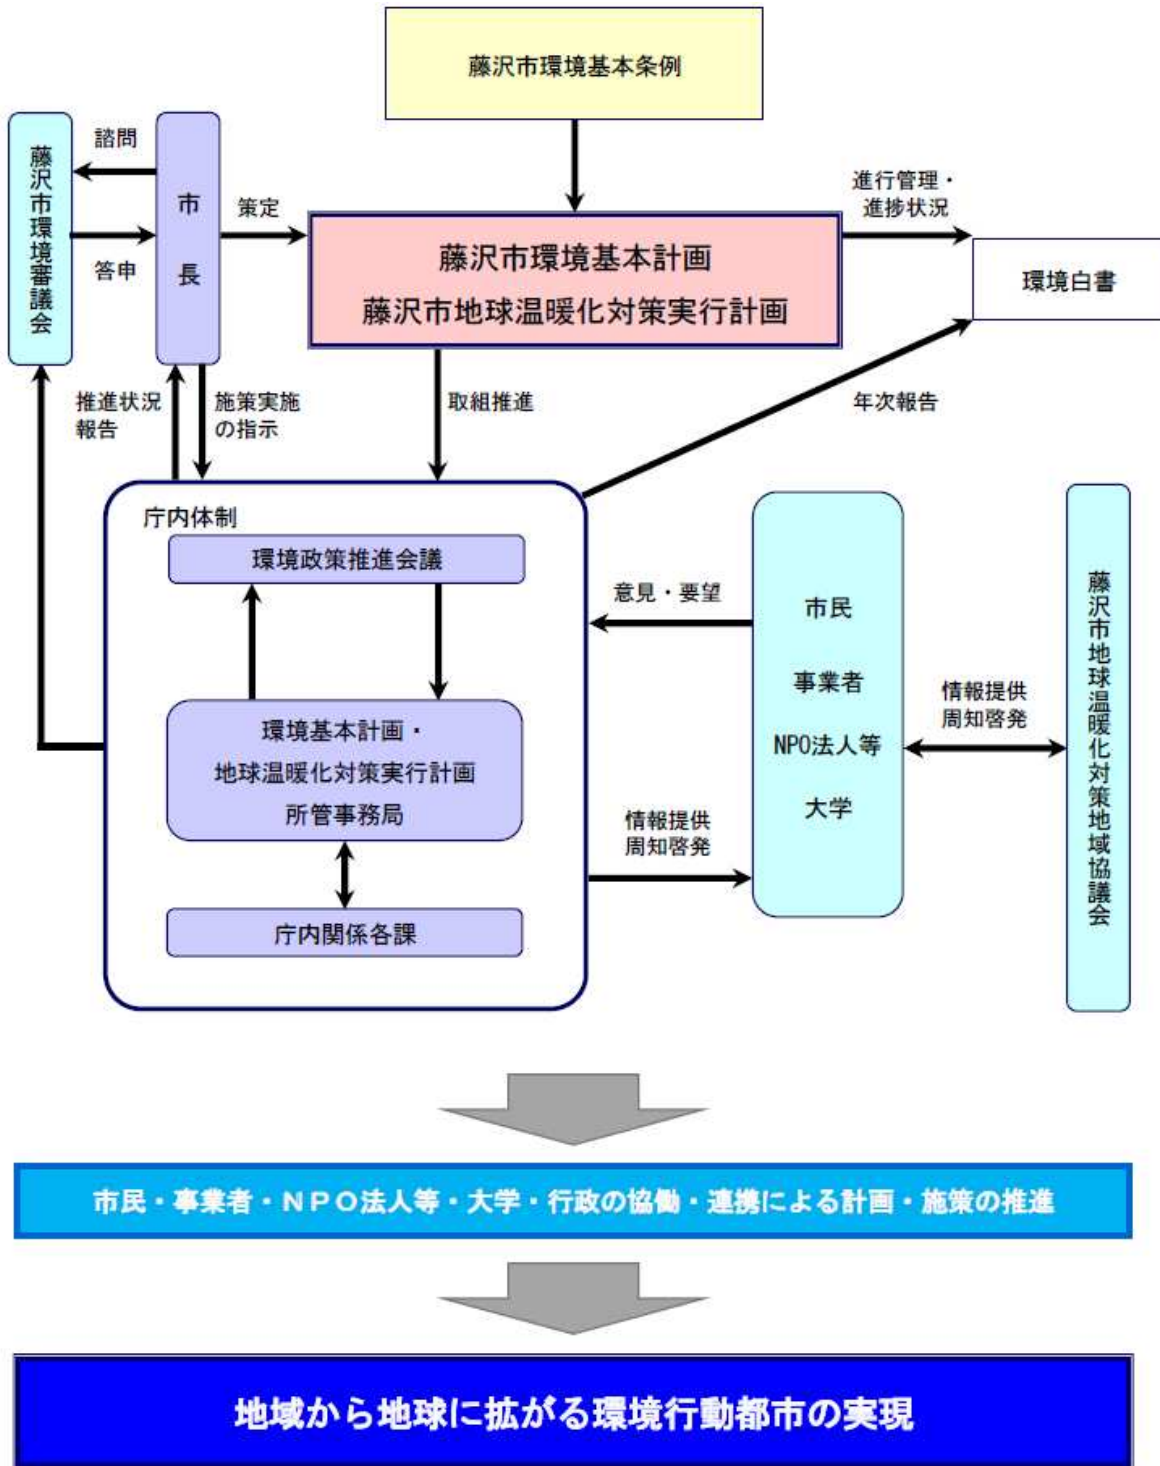 藤沢市環境基本条例
藤沢市環境審議会
諮問
答申
市長
策定
藤沢市環境基本計画
藤沢市地球温暖化対策実行計画
進行管理・
進捗状況
環境白書
推進状況
報告
施策実施
の指示
取組推進
年次報告
庁内体制
環境政策推進会議
環境基本計画・
地球温暖化対策実行計画
所管事務局
庁内関係各課
意見・要望
情報提供
周知啓発
市民
事業者
NPO法人等
大学
情報提供
周知啓発
藤沢市地球温暖化対策地域協議会
市民・事業者・ＮＰＯ法人等・大学・行政の協働・連携による計画・施策の推進
地域から地球に拡がる環境行動都市の実現